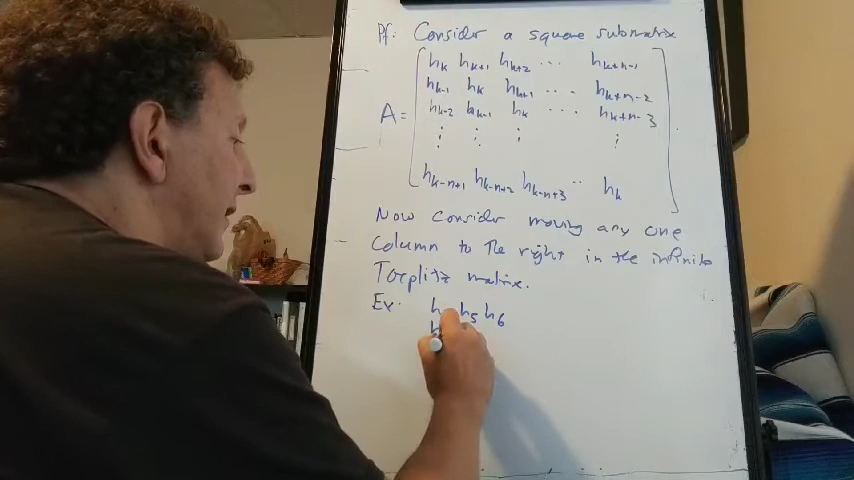 Pf: Consider a square submatrix
h_k h_{k+1} h_{k+2} ... h_{k+n-1}
h_{k-1} h_k h_{k+1} .... h_{k+n-2}
A = h_{k-2} h_{k-1} h_k .... h_{k+n-3}
: : : :
h_{k-n+1} h_{k-n+2} h_{k-n+3} .. h_k
Now consider moving any one
column to the right in the infinite
Toeplitz matrix.
Ex. h h_5 h_6
h